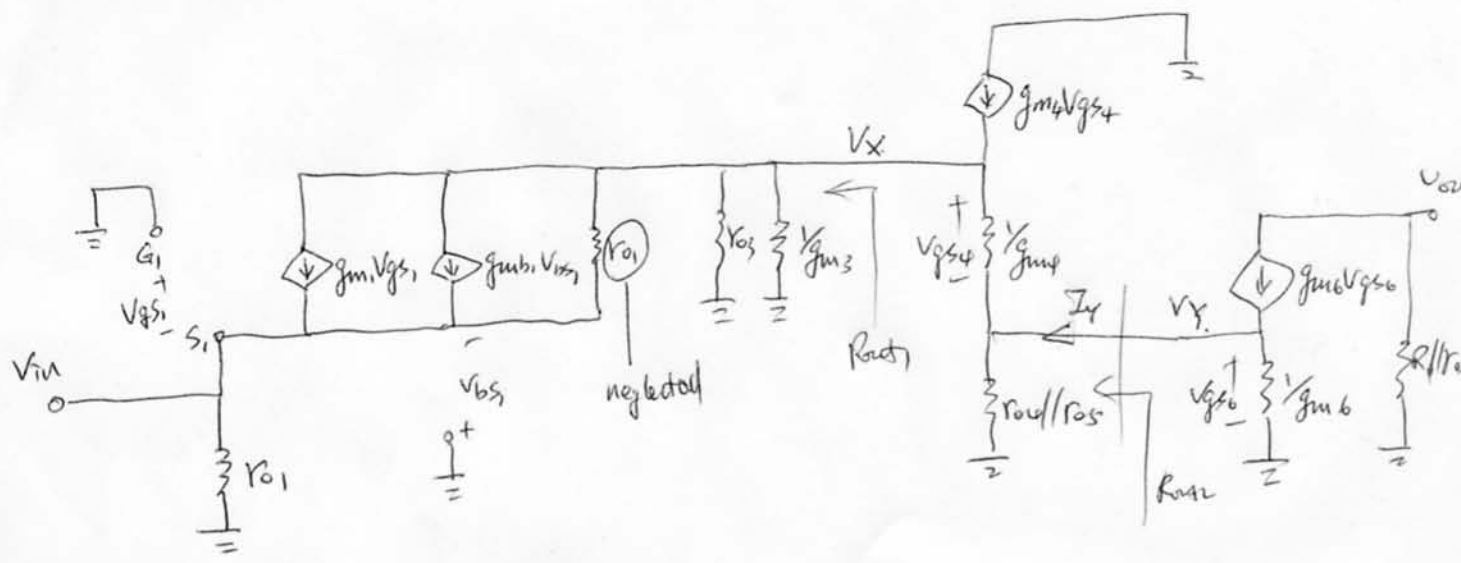 gm4Vgs4
Vx.
G1
+
Vgs1
-
S1
gm1Vgs1
gmb1Vbs1
ro1
ro3
1/gm3
+
Vgs4
-
1/gm4
Iy
Vy.
gm6Vgs6
Vin
ro1
-
Vbs1
+
neglected
Rout1
ro4//ro5
Rout2
+
Vgs6
-
1/gm6